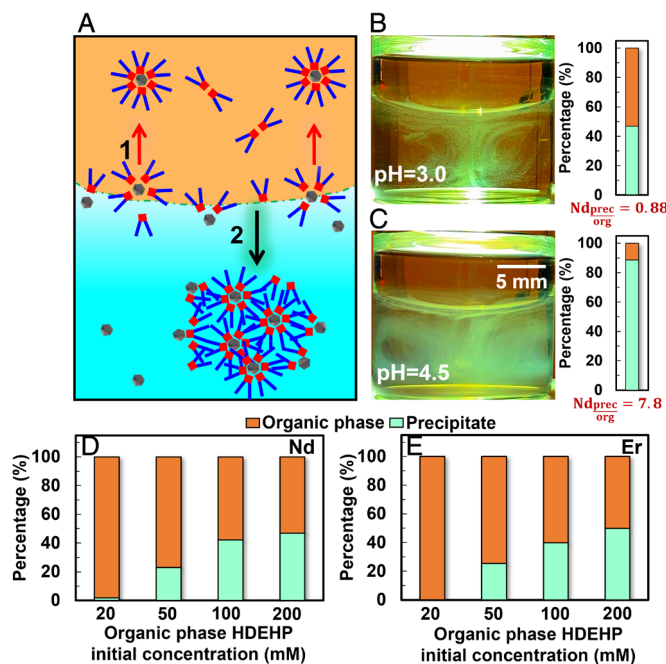 A
1
2
B
pH=3.0
Percentage (%)
100
80
60
40
20
0
Nd prec/org = 0.88
C
5 mm
pH=4.5
Percentage (%)
100
80
60
40
20
0
Nd prec/org = 7.8
Organic phase
Precipitate
D
Nd
Percentage (%)
100
80
60
40
20
0
20 50 100 200
Organic phase HDEHP
initial concentration (mM)
E
Er
Percentage (%)
100
80
60
40
20
0
20 50 100 200
Organic phase HDEHP
initial concentration (mM)